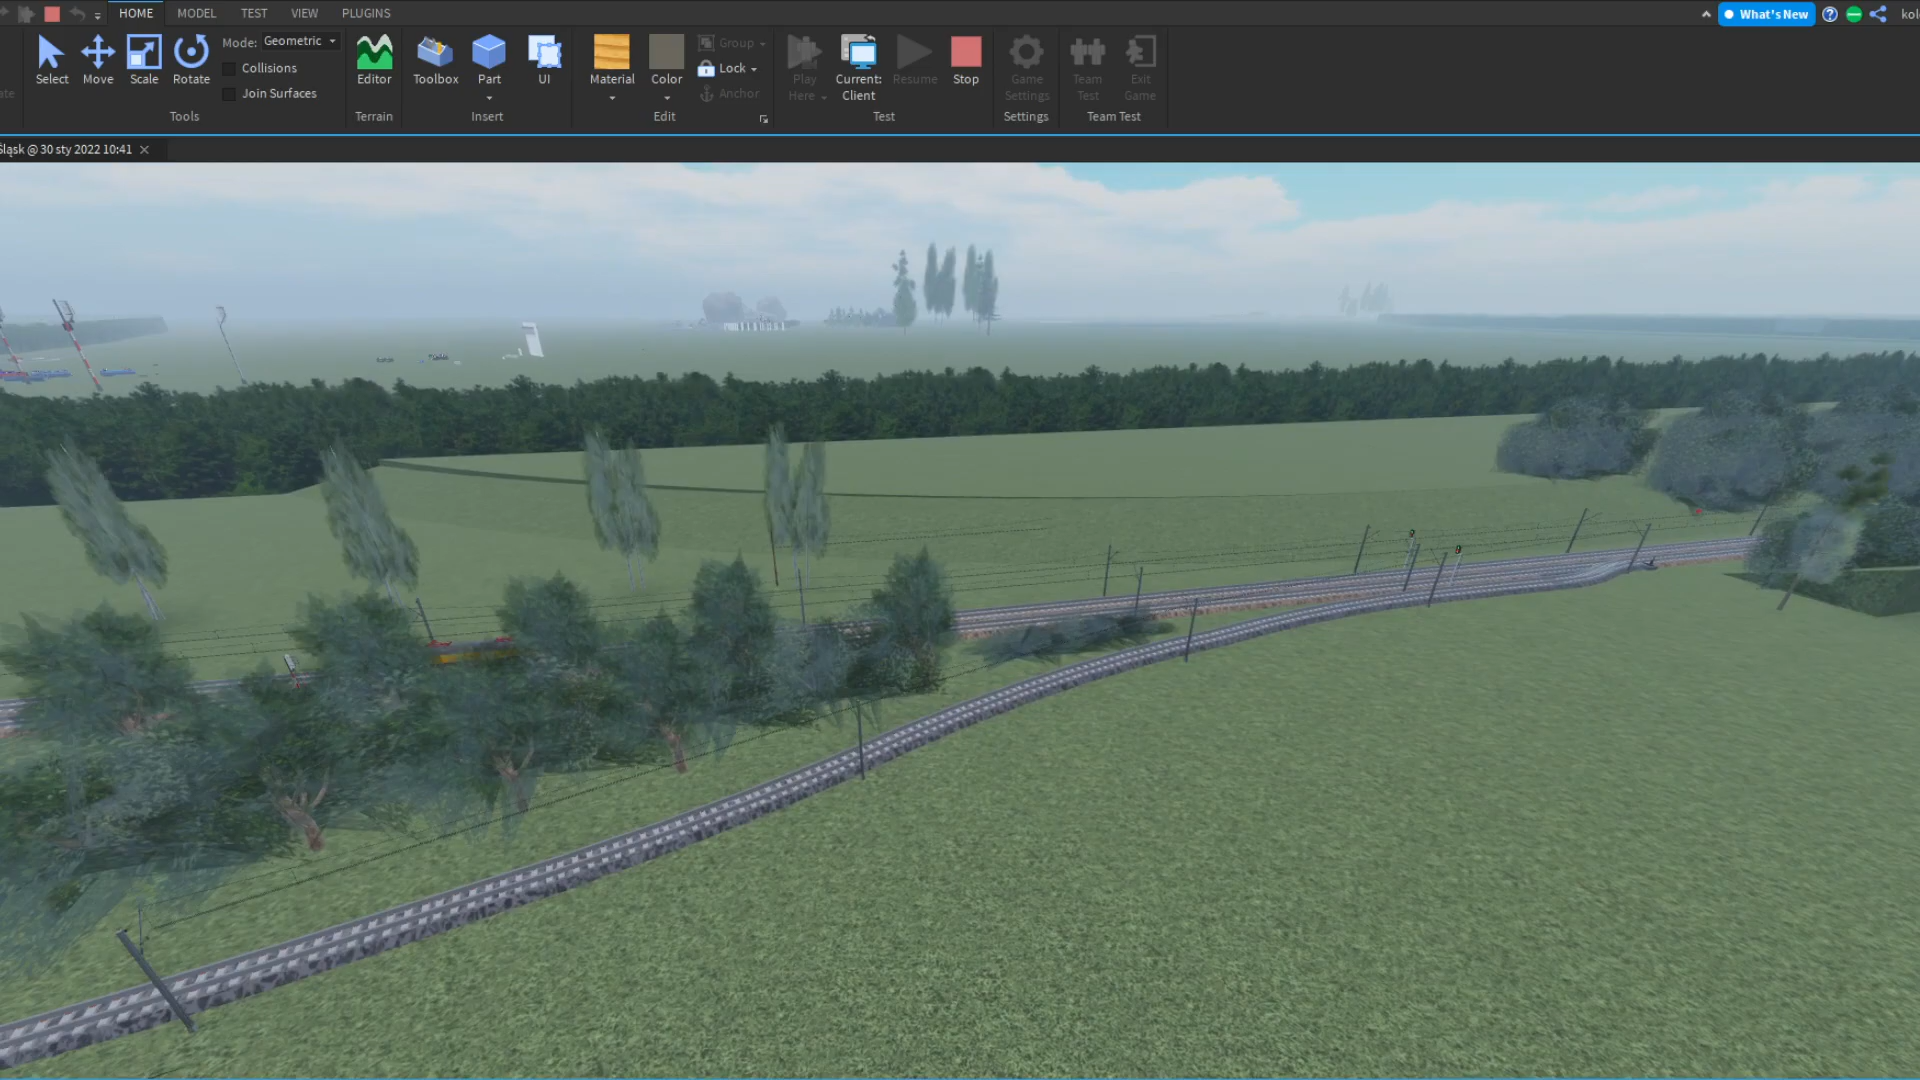 HOME MODEL TEST VIEW PLUGINS
What's New
Select Move Scale Rotate
Mode: Geometric
Collisions
Join Surfaces
Tools
Editor
Terrain
Toolbox Part UI
Insert
Material Color
Group
Lock
Anchor
Edit
Play Here
Current: Client
Resume Stop
Test
Game Settings
Settings
Team Test
Exit Game
Team Test
Śląsk @ 30 sty 2022 10:41